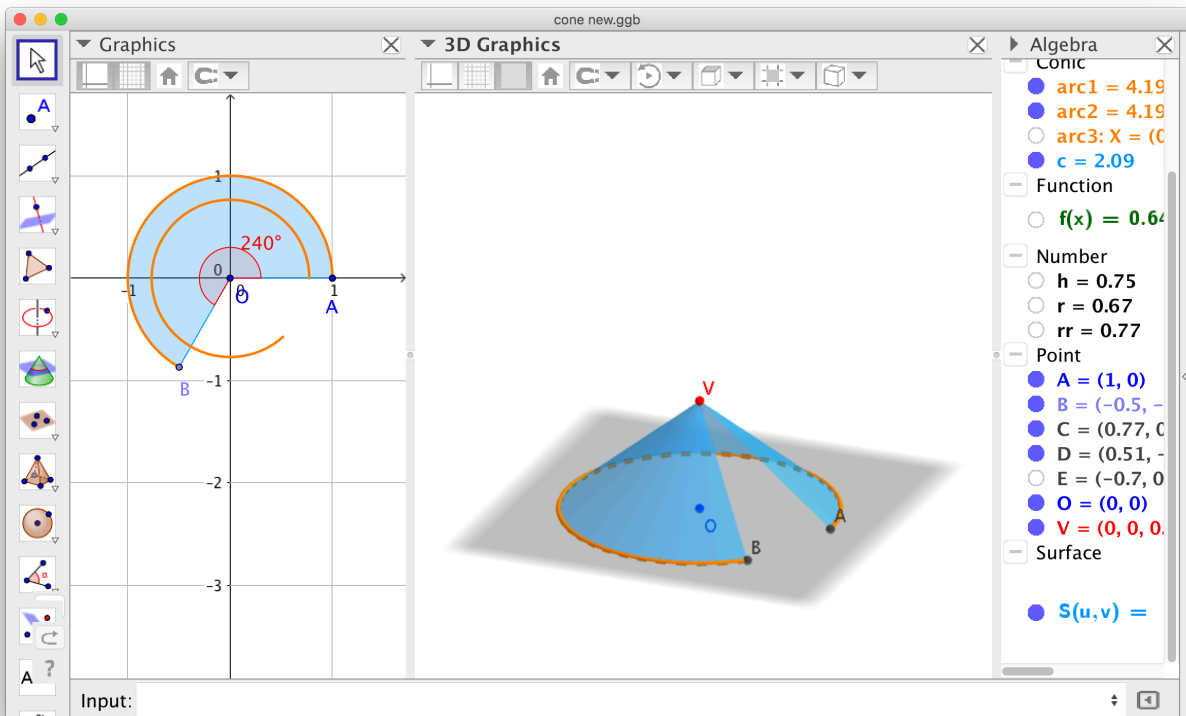 cone new.ggb
Graphics
3D Graphics
Algebra
A
A
?
1
240°
0
-1
0
O
1
A
B
-1
-2
-3
V
O
A
B
Conic
arc1 = 4.19
arc2 = 4.19
arc3: X = (0
c = 2.09
Function
f(x) = 0.64
Number
h = 0.75
r = 0.67
rr = 0.77
Point
A = (1, 0)
B = (-0.5, -
C = (0.77, 0
D = (0.51, -
E = (-0.7, 0
O = (0, 0)
V = (0, 0, 0.
Surface
S(u,v) =
Input: